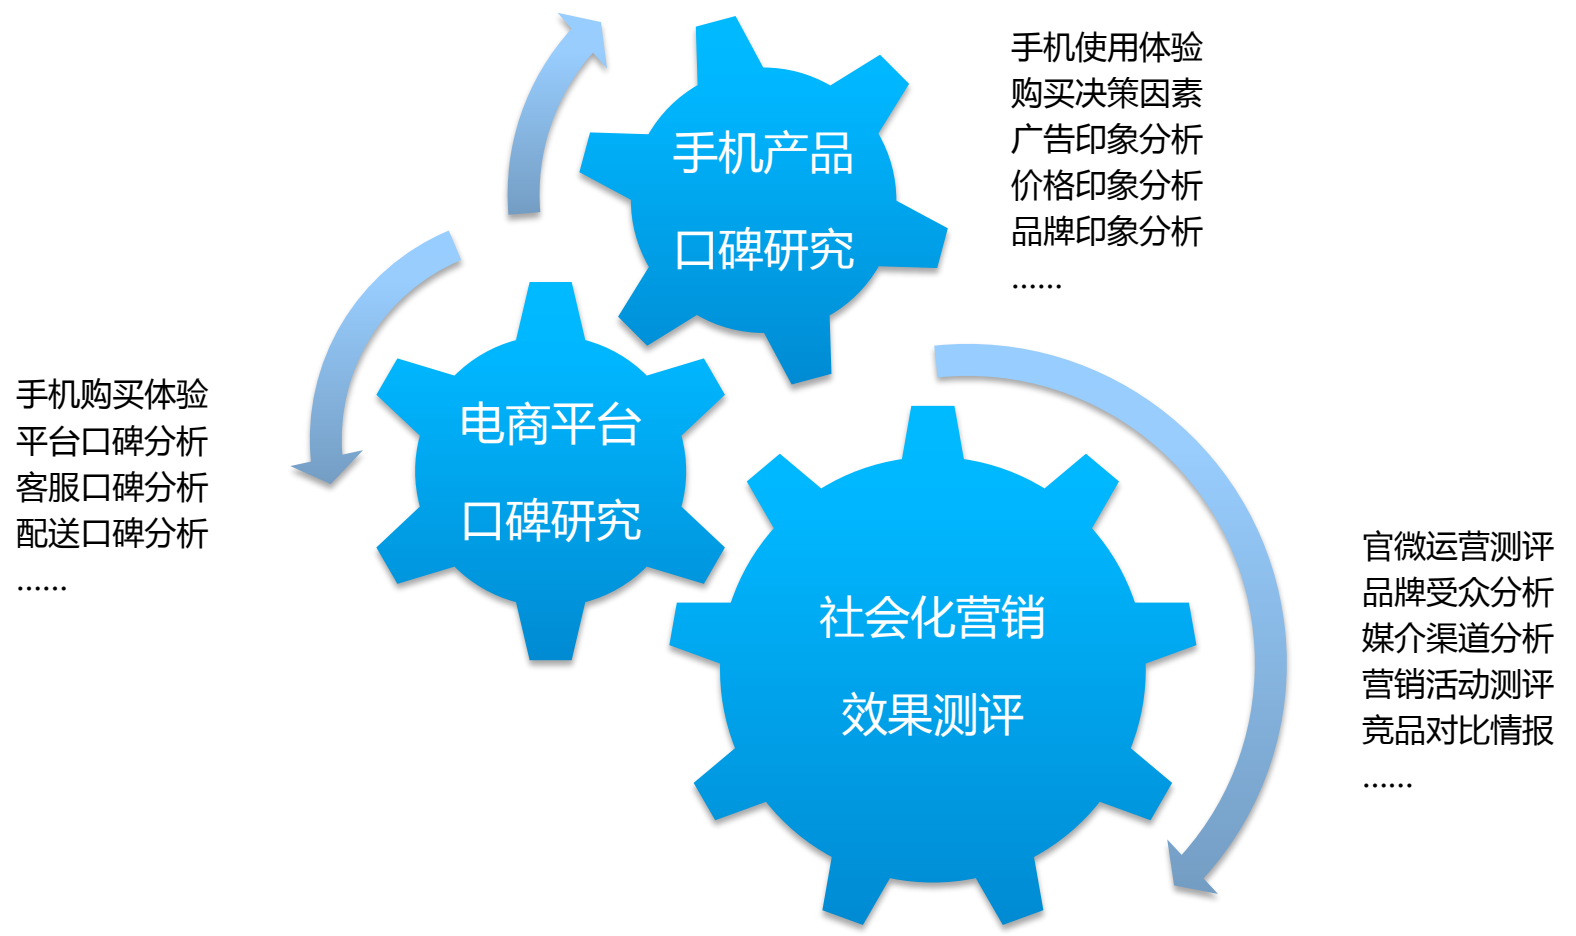 手机产品
口碑研究
手机使用体验
购买决策因素
广告印象分析
价格印象分析
品牌印象分析
……
电商平台
口碑研究
手机购买体验
平台口碑分析
客服口碑分析
配送口碑分析
……
社会化营销
效果测评
官微运营测评
品牌受众分析
媒介渠道分析
营销活动测评
竞品对比情报
……